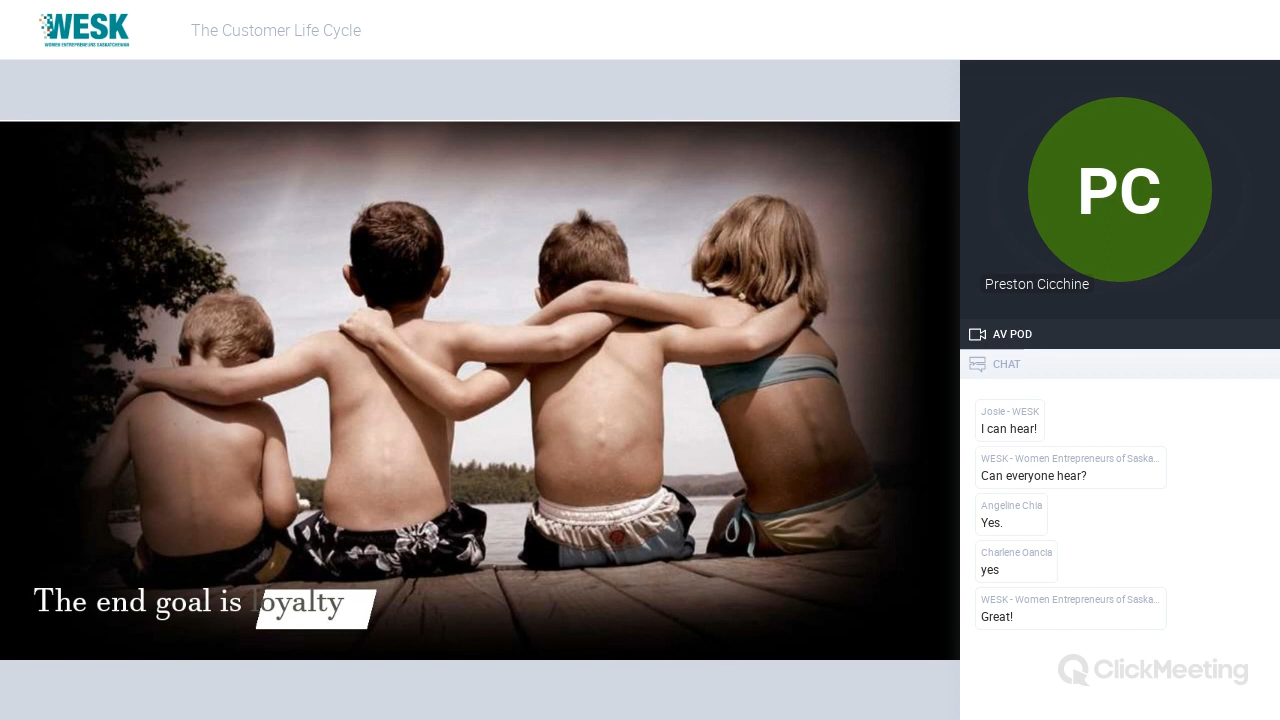 WESK
WOMEN ENTREPRENEURS SASKATCHEWAN
The Customer Life Cycle
The end goal is loyalty
PC
Preston Cicchine
AV POD
CHAT
Josie - WESK
I can hear!
WESK - Women Entrepreneurs of Saska...
Can everyone hear?
Angeline Chia
Yes.
Charlene Oancia
yes
WESK - Women Entrepreneurs of Saska...
Great!
ClickMeeting